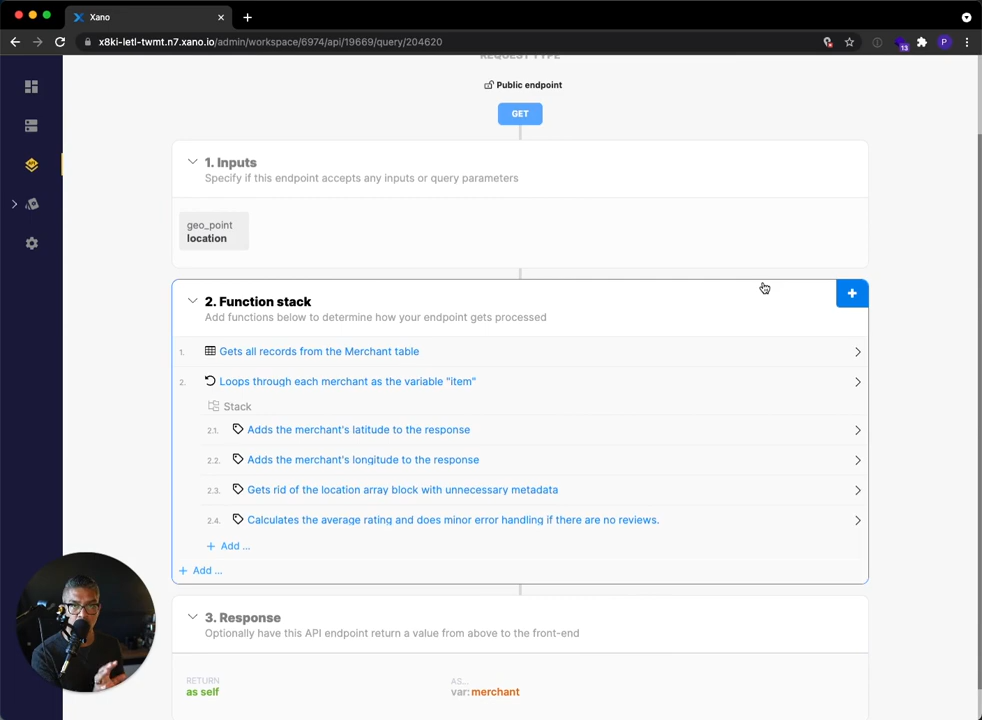 Xano
x8ki-letl-twmt.n7.xano.io/admin/workspace/6974/api/19669/query/204620
13
P
REQUEST TYPE
Public endpoint
GET
1. Inputs
Specify if this endpoint accepts any inputs or query parameters
geo_point
location
2. Function stack
Add functions below to determine how your endpoint gets processed
1. Gets all records from the Merchant table
2. Loops through each merchant as the variable "item"
Stack
2.1. Adds the merchant's latitude to the response
2.2. Adds the merchant's longitude to the response
2.3. Gets rid of the location array block with unnecessary metadata
2.4. Calculates the average rating and does minor error handling if there are no reviews.
+ Add ...
+ Add ...
3. Response
Optionally have this API endpoint return a value from above to the front-end
RETURN AS...
as self var: merchant